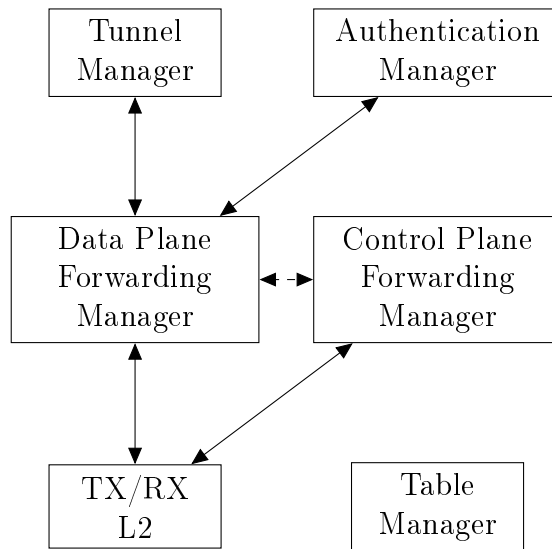 Tunnel
Manager
Authentication
Manager
Data Plane
Forwarding
Manager
Control Plane
Forwarding
Manager
TX/RX
L2
Table
Manager